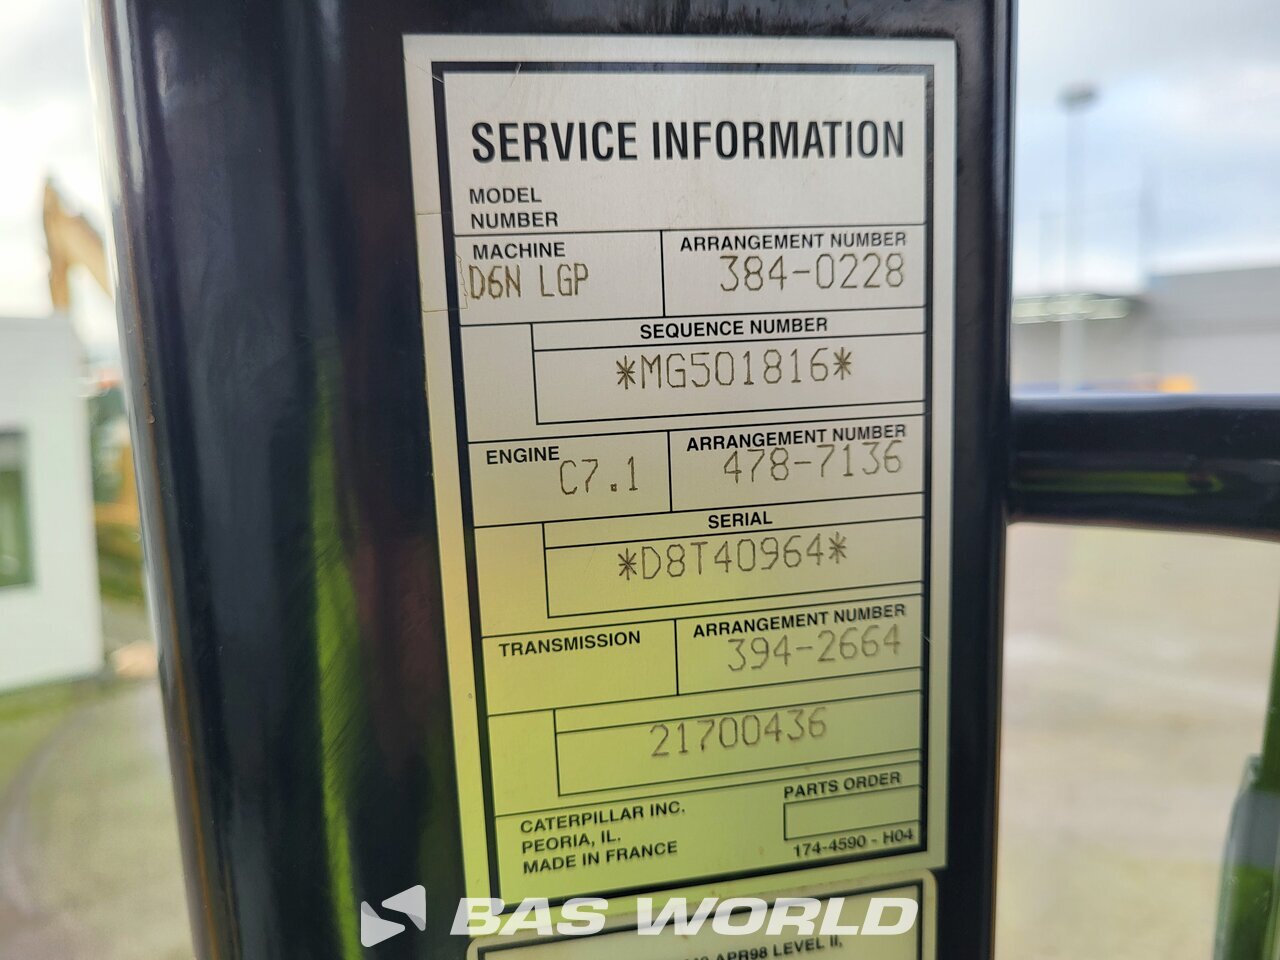 SERVICE INFORMATION
MODEL
NUMBER
MACHINE
D6N LGP
ARRANGEMENT NUMBER
384-0228
SEQUENCE NUMBER
*MG501816*
ENGINE
C7.1
ARRANGEMENT NUMBER
478-7136
SERIAL
*D8T40964*
TRANSMISSION
ARRANGEMENT NUMBER
394-2664
21700436
CATERPILLAR INC.
PEORIA, IL.
MADE IN FRANCE
PARTS ORDER
174-4590 - H04
BAS WORLD
APR98 LEVEL II,